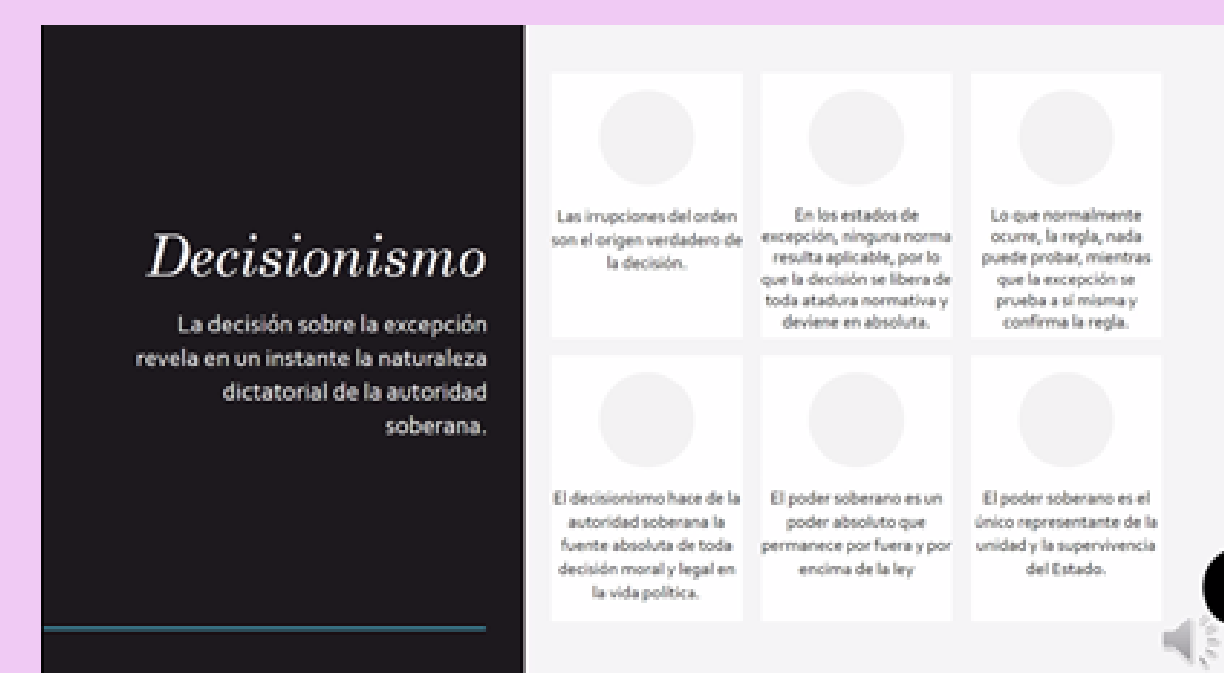 Decisionismo
La decisión sobre la excepción
revela en un instante la naturaleza
dictatorial de la autoridad
soberana.
Las irrupciones del orden
son el origen verdadero de
la decisión.
En los estados de
excepción, ninguna norma
resulta aplicable, por lo
que la decisión se libera de
toda atadura normativa y
deviene en absoluta.
Lo que normalmente
ocurre, la regla, nada
puede probar, mientras
que la excepción se
prueba a sí misma y
confirma la regla.
El decisionismo hace de la
autoridad soberana la
fuente absoluta de toda
decisión moral y legal en
la vida política.
El poder soberano es un
poder absoluto que
permanece por fuera y por
encima de la ley
El poder soberano es el
único representante de la
unidad y la supervivencia
del Estado.